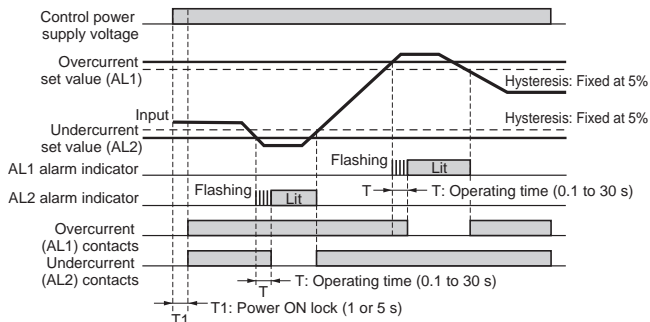 Control power
supply voltage
Overcurrent
set value (AL1)
Hysteresis: Fixed at 5%
Input
Hysteresis: Fixed at 5%
Undercurrent
set value (AL2)
Flashing
Lit
AL1 alarm indicator
T
T: Operating time (0.1 to 30 s)
Flashing
Lit
AL2 alarm indicator
Overcurrent
(AL1) contacts
Undercurrent
(AL2) contacts
T: Operating time (0.1 to 30 s)
T
T1: Power ON lock (1 or 5 s)
T1